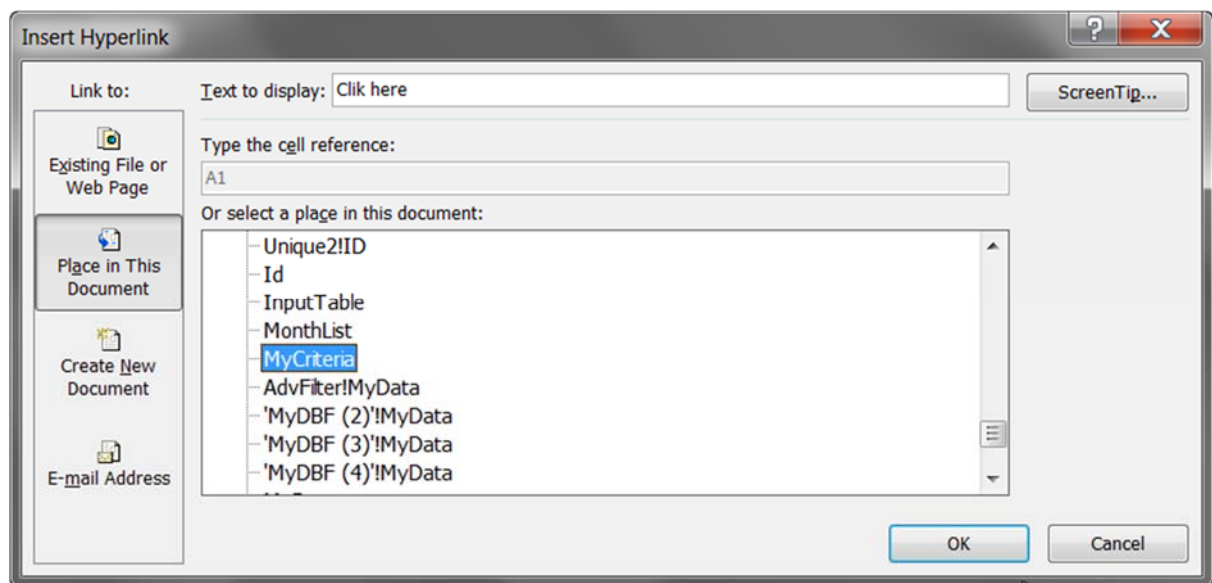 Insert Hyperlink
Link to:
Text to display: Clik here
ScreenTip...
Existing File or
Web Page
Type the cell reference:
A1
Or select a place in this document:
Place in This
Document
Unique2!ID
Id
InputTable
MonthList
MyCriteria
AdvFilter!MyData
'MyDBF (2)'!MyData
'MyDBF (3)'!MyData
'MyDBF (4)'!MyData
Create New
Document
E-mail Address
OK
Cancel